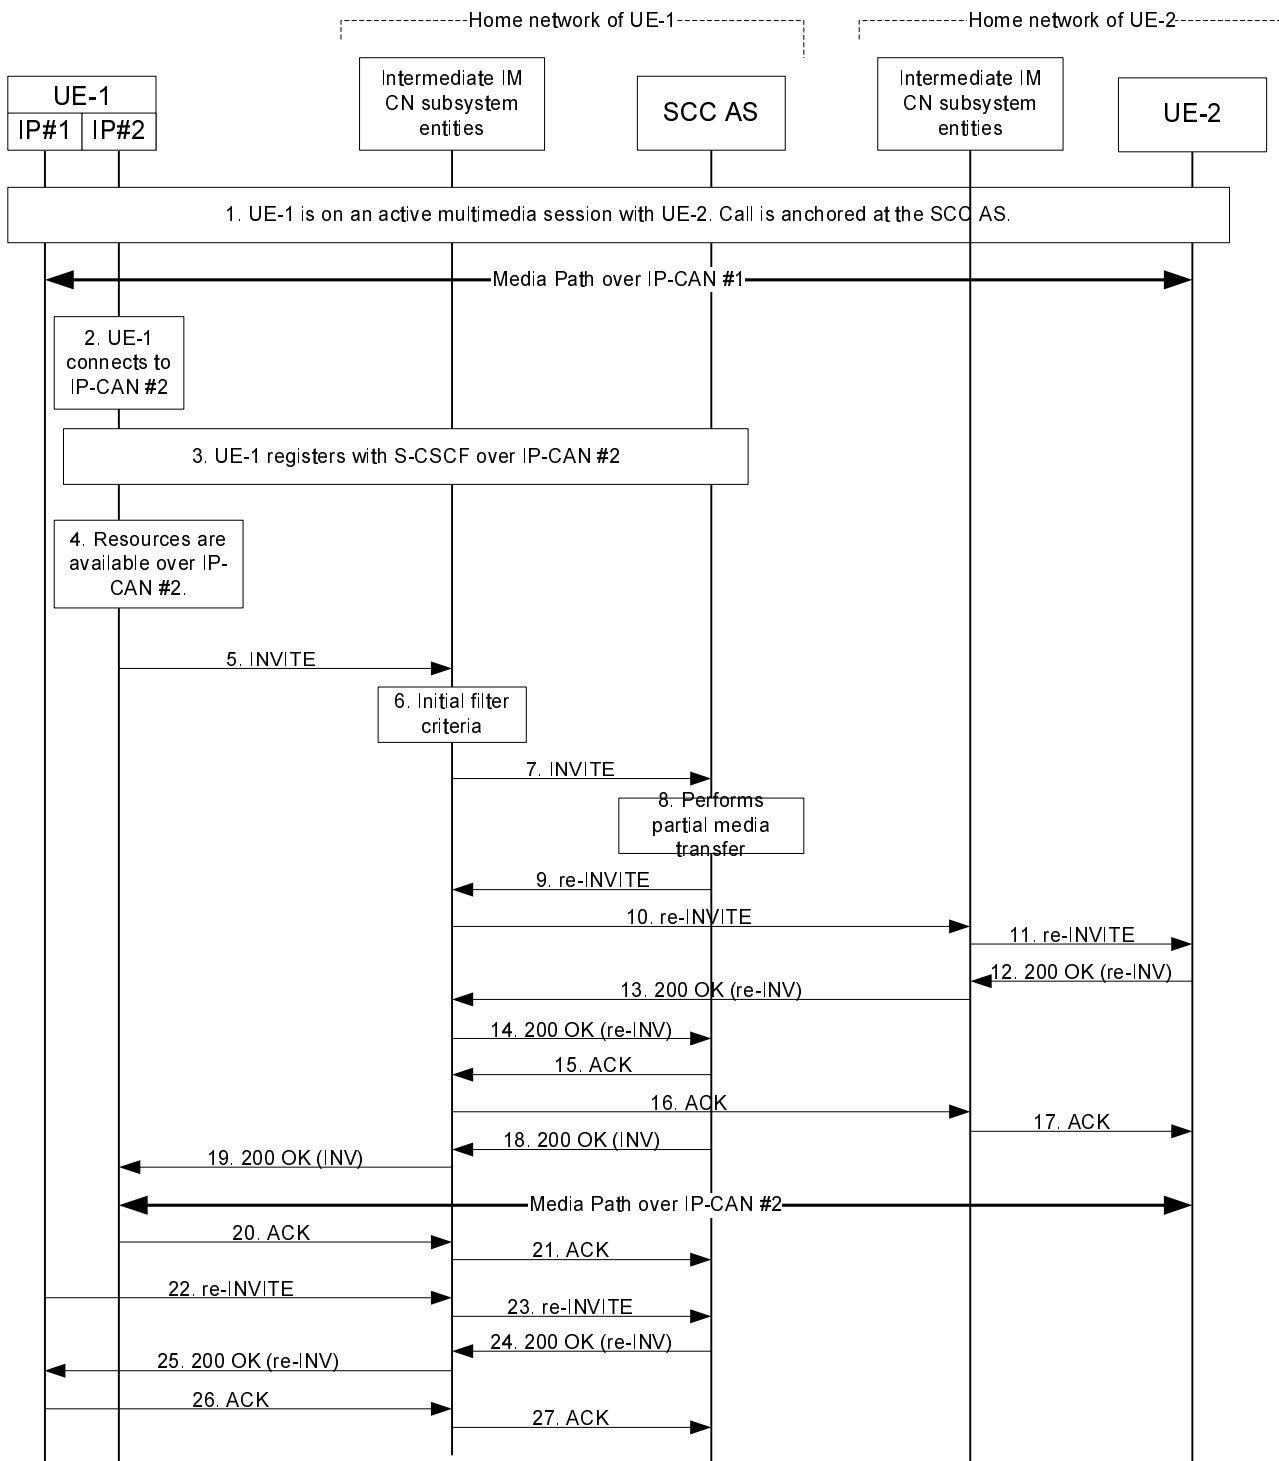 Home network of UE-1
Home network of UE-2
UE-1
IP#1
IP#2
Intermediate IM
CN subsystem
entities
SCC AS
Intermediate IM
CN subsystem
entities
UE-2
1. UE-1 is on an active multimedia session with UE-2. Call is anchored at the SCC AS.
Media Path over IP-CAN #1
2. UE-1
connects to
IP-CAN #2
3. UE-1 registers with S-CSCF over IP-CAN #2
4. Resources are
available over IP-
CAN #2.
5. INVITE
6. Initial filter
criteria
7. INVITE
8. Performs
partial media
transfer
9. re-INVITE
10. re-INVITE
11. re-INVITE
12. 200 OK (re-INV)
13. 200 OK (re-INV)
14. 200 OK (re-INV)
15. ACK
16. ACK
17. ACK
18. 200 OK (INV)
19. 200 OK (INV)
Media Path over IP-CAN #2
20. ACK
21. ACK
22. re-INVITE
23. re-INVITE
24. 200 OK (re-INV)
25. 200 OK (re-INV)
26. ACK
27. ACK